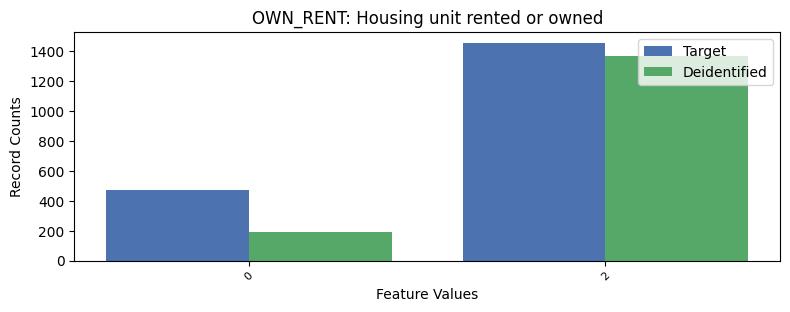 OWN_RENT: Housing unit rented or owned
Target
Deidentified
Record Counts
1400
1200
1000
800
600
400
200
0
0
2
Feature Values